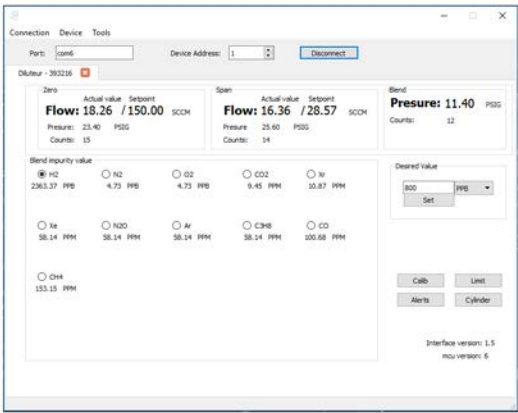 Connection Device Tools
Port: com6 Device Address: 1 Disconnect
Diluteur - 393216
Zero
Actual value Setpoint
Flow: 18.26 / 150.00 SCCM
Presure: 23.40 PSIG
Counts: 15
Span
Actual value Setpoint
Flow: 16.36 / 28.57 SCCM
Presure 25.60 PSIG
Counts: 14
Blend
Presure: 11.40 PSIG
Counts: 12
Blend impurity value
H2 N2 O2 CO2 Xr
2363.37 PPB 4.73 PPB 4.73 PPB 9.45 PPM 10.87 PPM
Xe N2O Ar C3H8 CO
58.14 PPM 58.14 PPM 58.14 PPM 58.14 PPM 100.68 PPM
CH4
153.15 PPM
Desired Value
800 PPB
Set
Calib Limit
Alerts Cylinder
Interface version: 1.5
mcu version: 6